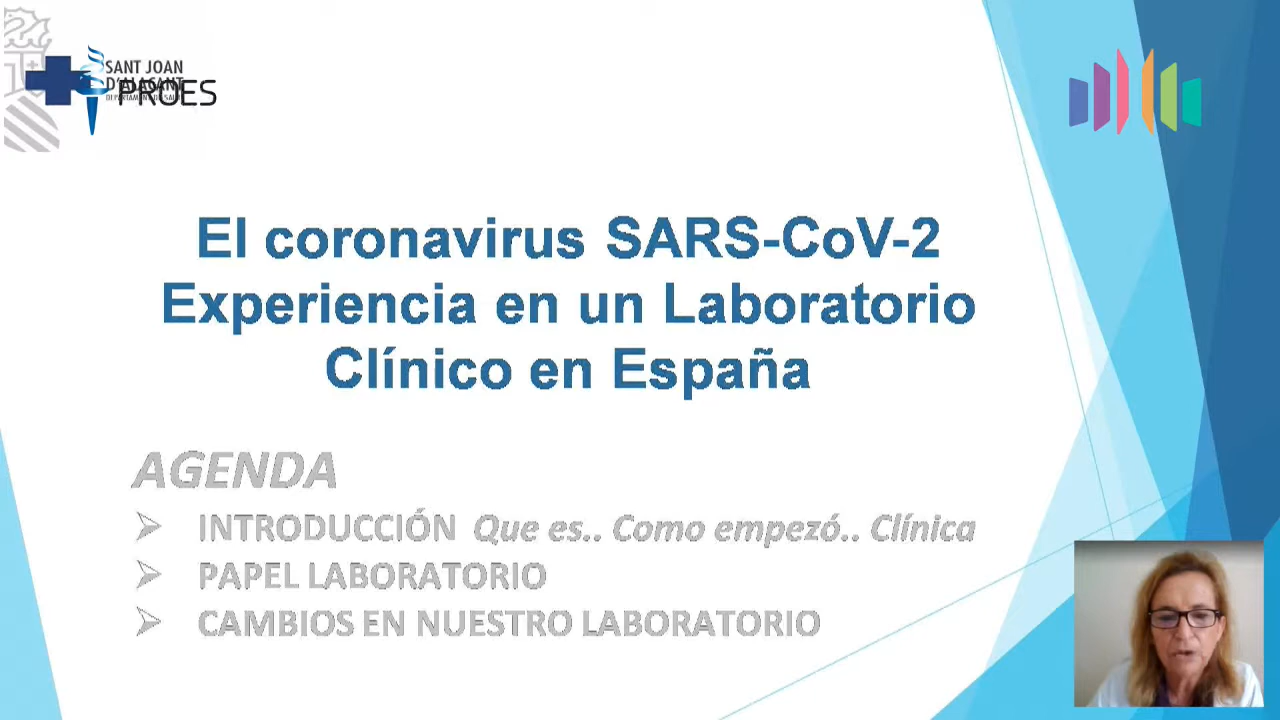 SANT JOAN
D'ALACANT
PROES
El coronavirus SARS-CoV-2
Experiencia en un Laboratorio
Clínico en España
AGENDA
INTRODUCCIÓN Que es.. Como empezó.. Clínica
PAPEL LABORATORIO
CAMBIOS EN NUESTRO LABORATORIO